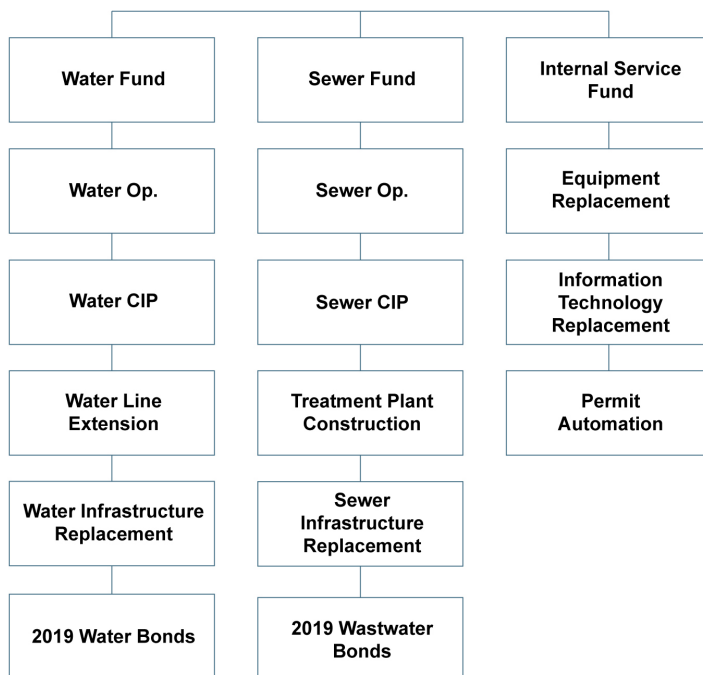 Water Fund
Sewer Fund
Internal Service
Fund
Water Op.
Sewer Op.
Equipment
Replacement
Water CIP
Sewer CIP
Information
Technology
Replacement
Water Line
Extension
Treatment Plant
Construction
Permit
Automation
Water Infrastructure
Replacement
Sewer
Infrastructure
Replacement
2019 Water Bonds
2019 Wastwater
Bonds